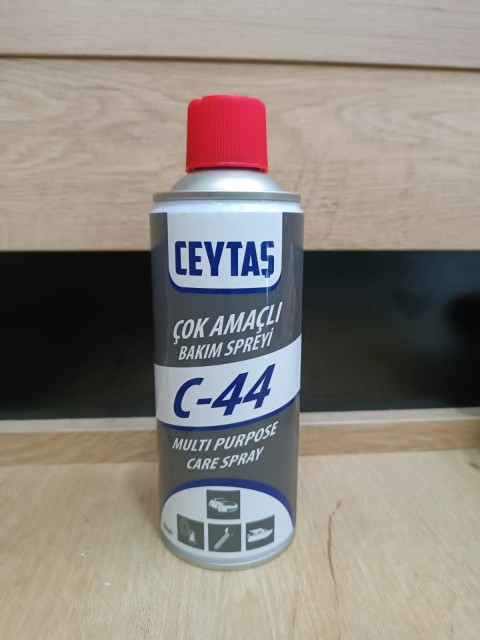 CEYTAŞ
ÇOK AMAÇLI
BAKIM SPREYİ
C-44
MULTI PURPOSE
CARE SPRAY